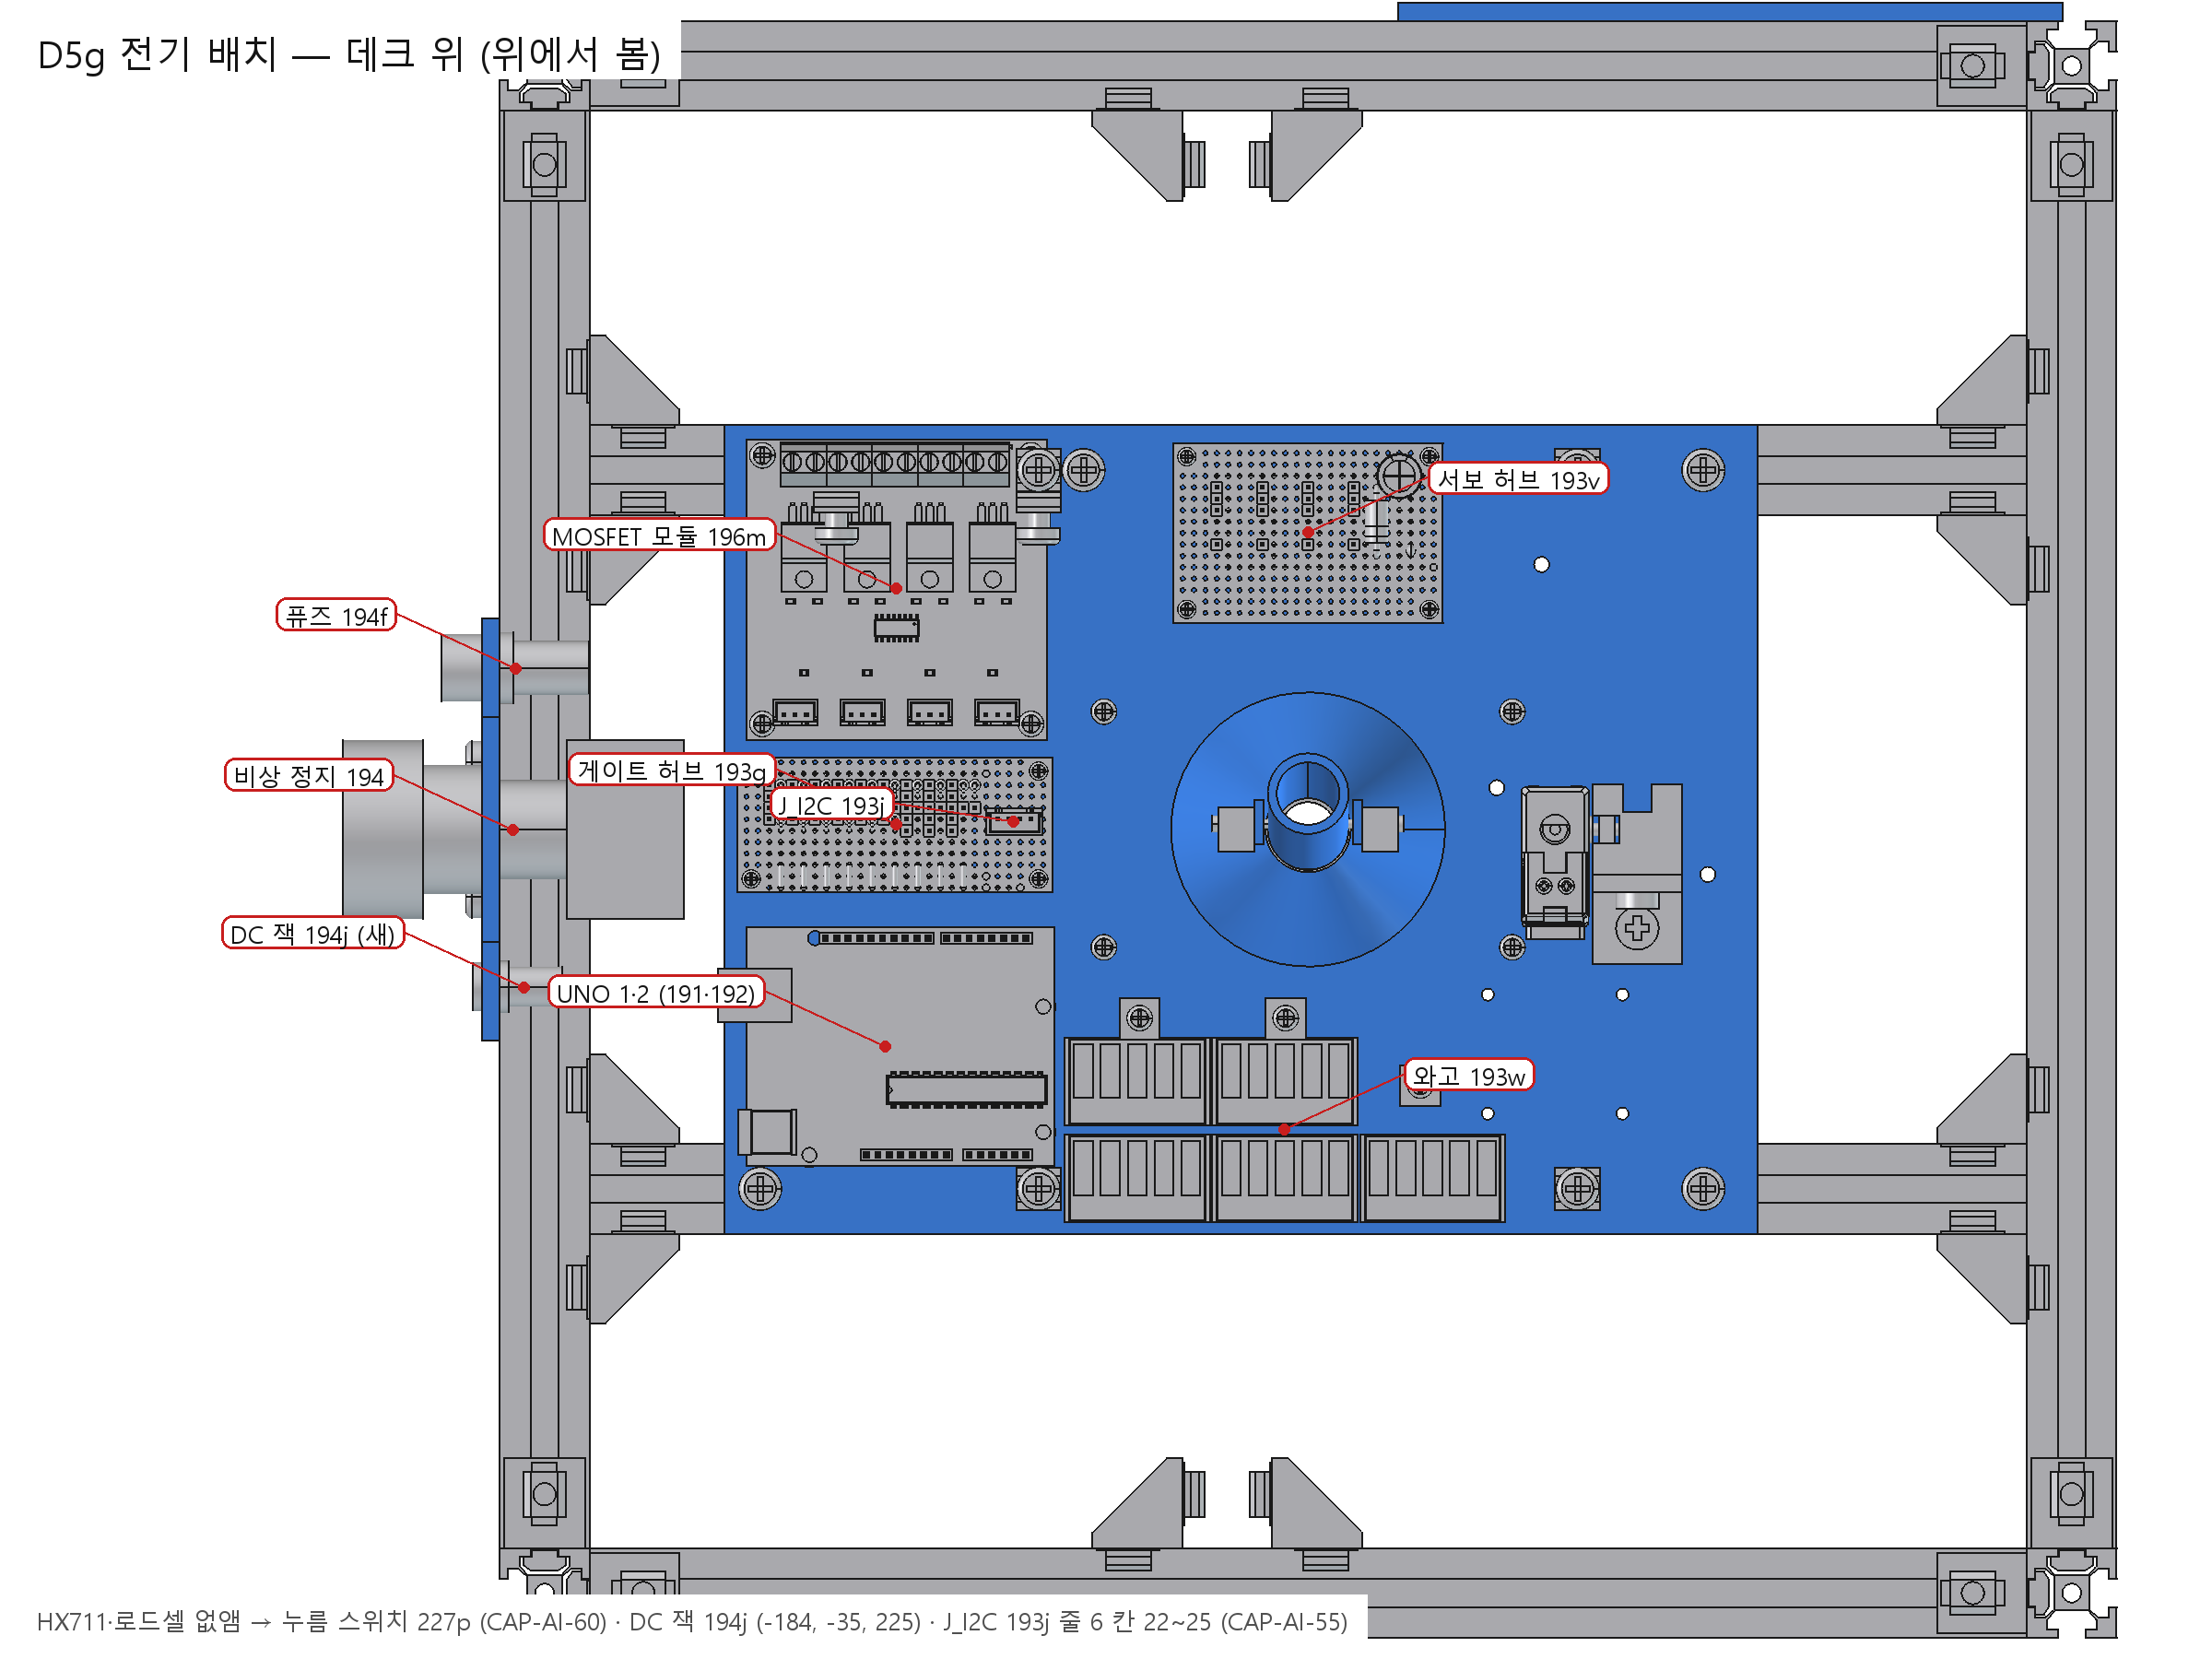 D5g 전기 배치 — 데크 위 (위에서 봄)
서보 허브 193v
MOSFET 모듈 196m
퓨즈 194f
비상 정지 194
게이트 허브 193g
J_I2C 193j
DC 잭 194j (새)
UNO 1·2 (191·192)
와고 193w
HX711·로드셀 없앰 → 누름 스위치 227p (CAP-AI-60) · DC 잭 194j (-184, -35, 225) · J_I2C 193j 줄 6 칸 22~25 (CAP-AI-55)